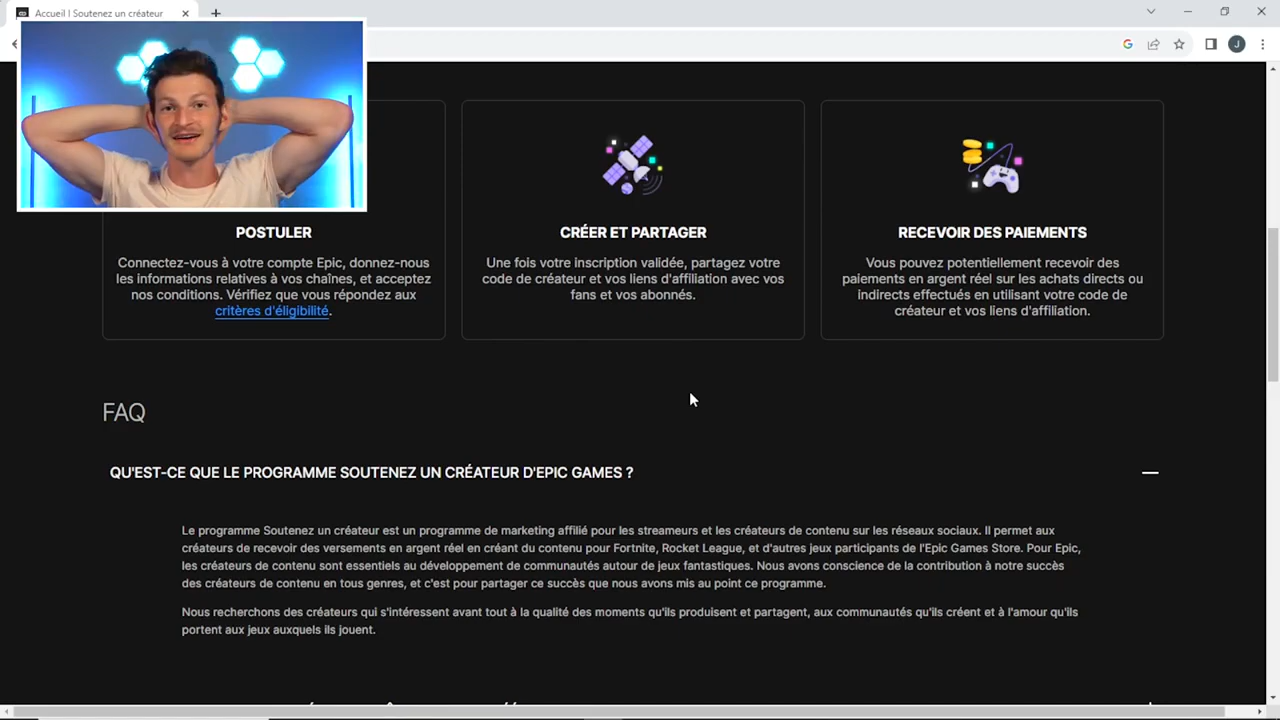 Accueil | Soutenez un créateur
J
POSTULER
Connectez-vous à votre compte Epic, donnez-nous
les informations relatives à vos chaînes, et acceptez
nos conditions. Vérifiez que vous répondez aux
critères d'éligibilité.
CRÉER ET PARTAGER
Une fois votre inscription validée, partagez votre
code de créateur et vos liens d'affiliation avec vos
fans et vos abonnés.
RECEVOIR DES PAIEMENTS
Vous pouvez potentiellement recevoir des
paiements en argent réel sur les achats directs ou
indirects effectués en utilisant votre code de
créateur et vos liens d'affiliation.
FAQ
QU'EST-CE QUE LE PROGRAMME SOUTENEZ UN CRÉATEUR D'EPIC GAMES ?
Le programme Soutenez un créateur est un programme de marketing affilié pour les streameurs et les créateurs de contenu sur les réseaux sociaux. Il permet aux
créateurs de recevoir des versements en argent réel en créant du contenu pour Fortnite, Rocket League, et d'autres jeux participants de l'Epic Games Store. Pour Epic,
les créateurs de contenu sont essentiels au développement de communautés autour de jeux fantastiques. Nous avons conscience de la contribution à notre succès
des créateurs de contenu en tous genres, et c'est pour partager ce succès que nous avons mis au point ce programme.
Nous recherchons des créateurs qui s'intéressent avant tout à la qualité des moments qu'ils produisent et partagent, aux communautés qu'ils créent et à l'amour qu'ils
portent aux jeux auxquels ils jouent.